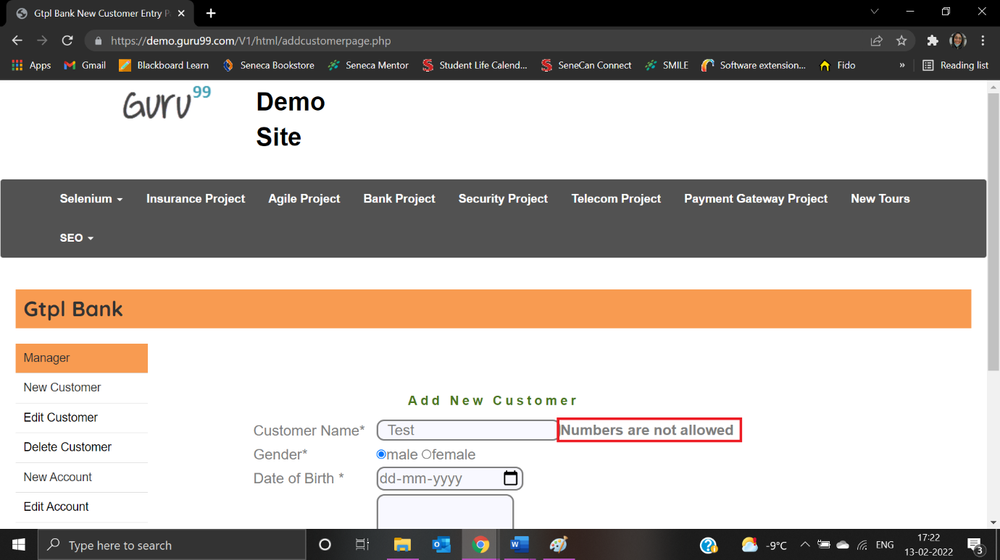 Gtpl Bank New Customer Entry P
https://demo.guru99.com/V1/html/addcustomerpage.php
Apps Gmail Blackboard Learn Seneca Bookstore Seneca Mentor Student Life Calend... SeneCan Connect SMILE Software extension... Fido » Reading list
Guru99
Demo
Site
Selenium Insurance Project Agile Project Bank Project Security Project Telecom Project Payment Gateway Project New Tours
SEO
Gtpl Bank
Manager
New Customer
Edit Customer
Delete Customer
New Account
Edit Account
Add New Customer
Customer Name* Test Numbers are not allowed
Gender* male female
Date of Birth * dd-mm-yyyy
Type here to search
-9°C ENG 17:22
13-02-2022 3